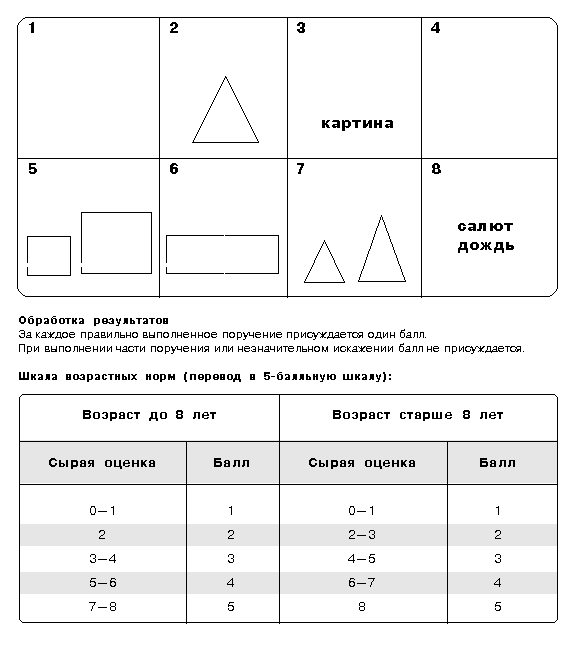 1 2 3 4
картина
5 6 7 8
салют
дождь
Обработка результатов
За каждое правильно выполненное поручение присуждается один балл.
При выполнении части поручения или незначительном искажении балл не присуждается.
Шкала возрастных норм (перевод в 5-балльную шкалу):
Возраст до 8 лет Возраст старше 8 лет
Сырая оценка Балл Сырая оценка Балл
0—1 1 0—1 1
2 2 2—3 2
3—4 3 4—5 3
5—6 4 6—7 4
7—8 5 8 5